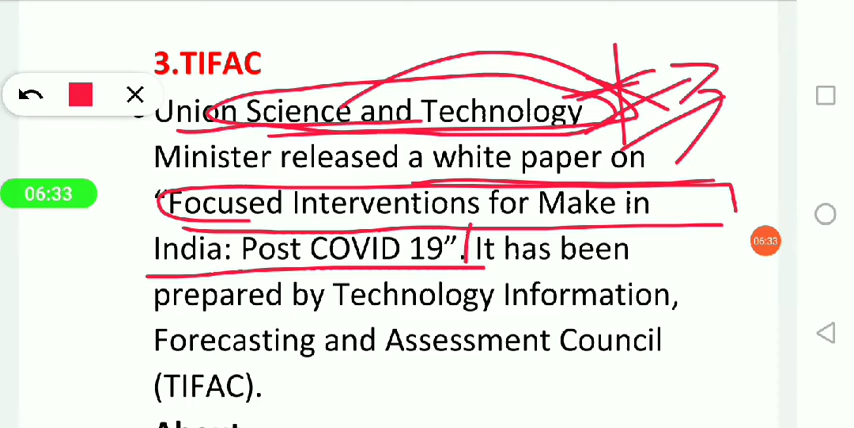 3.TIFAC
Union Science and Technology
Minister released a white paper on
06:33
"Focused Interventions for Make in
India: Post COVID 19". It has been
06:33
prepared by Technology Information,
Forecasting and Assessment Council
(TIFAC).
About